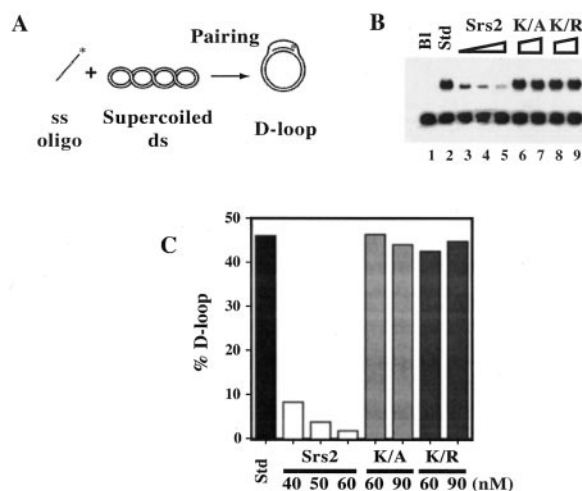 A
Pairing
*
+
ss
oligo
Supercoiled
ds
D-loop
B
Bl
Std
Srs2 K/A K/R
1 2 3 4 5 6 7 8 9
C
% D-loop
50
40
30
20
10
0
Std
Srs2 K/A K/R
40 50 60 60 90 60 90 (nM)